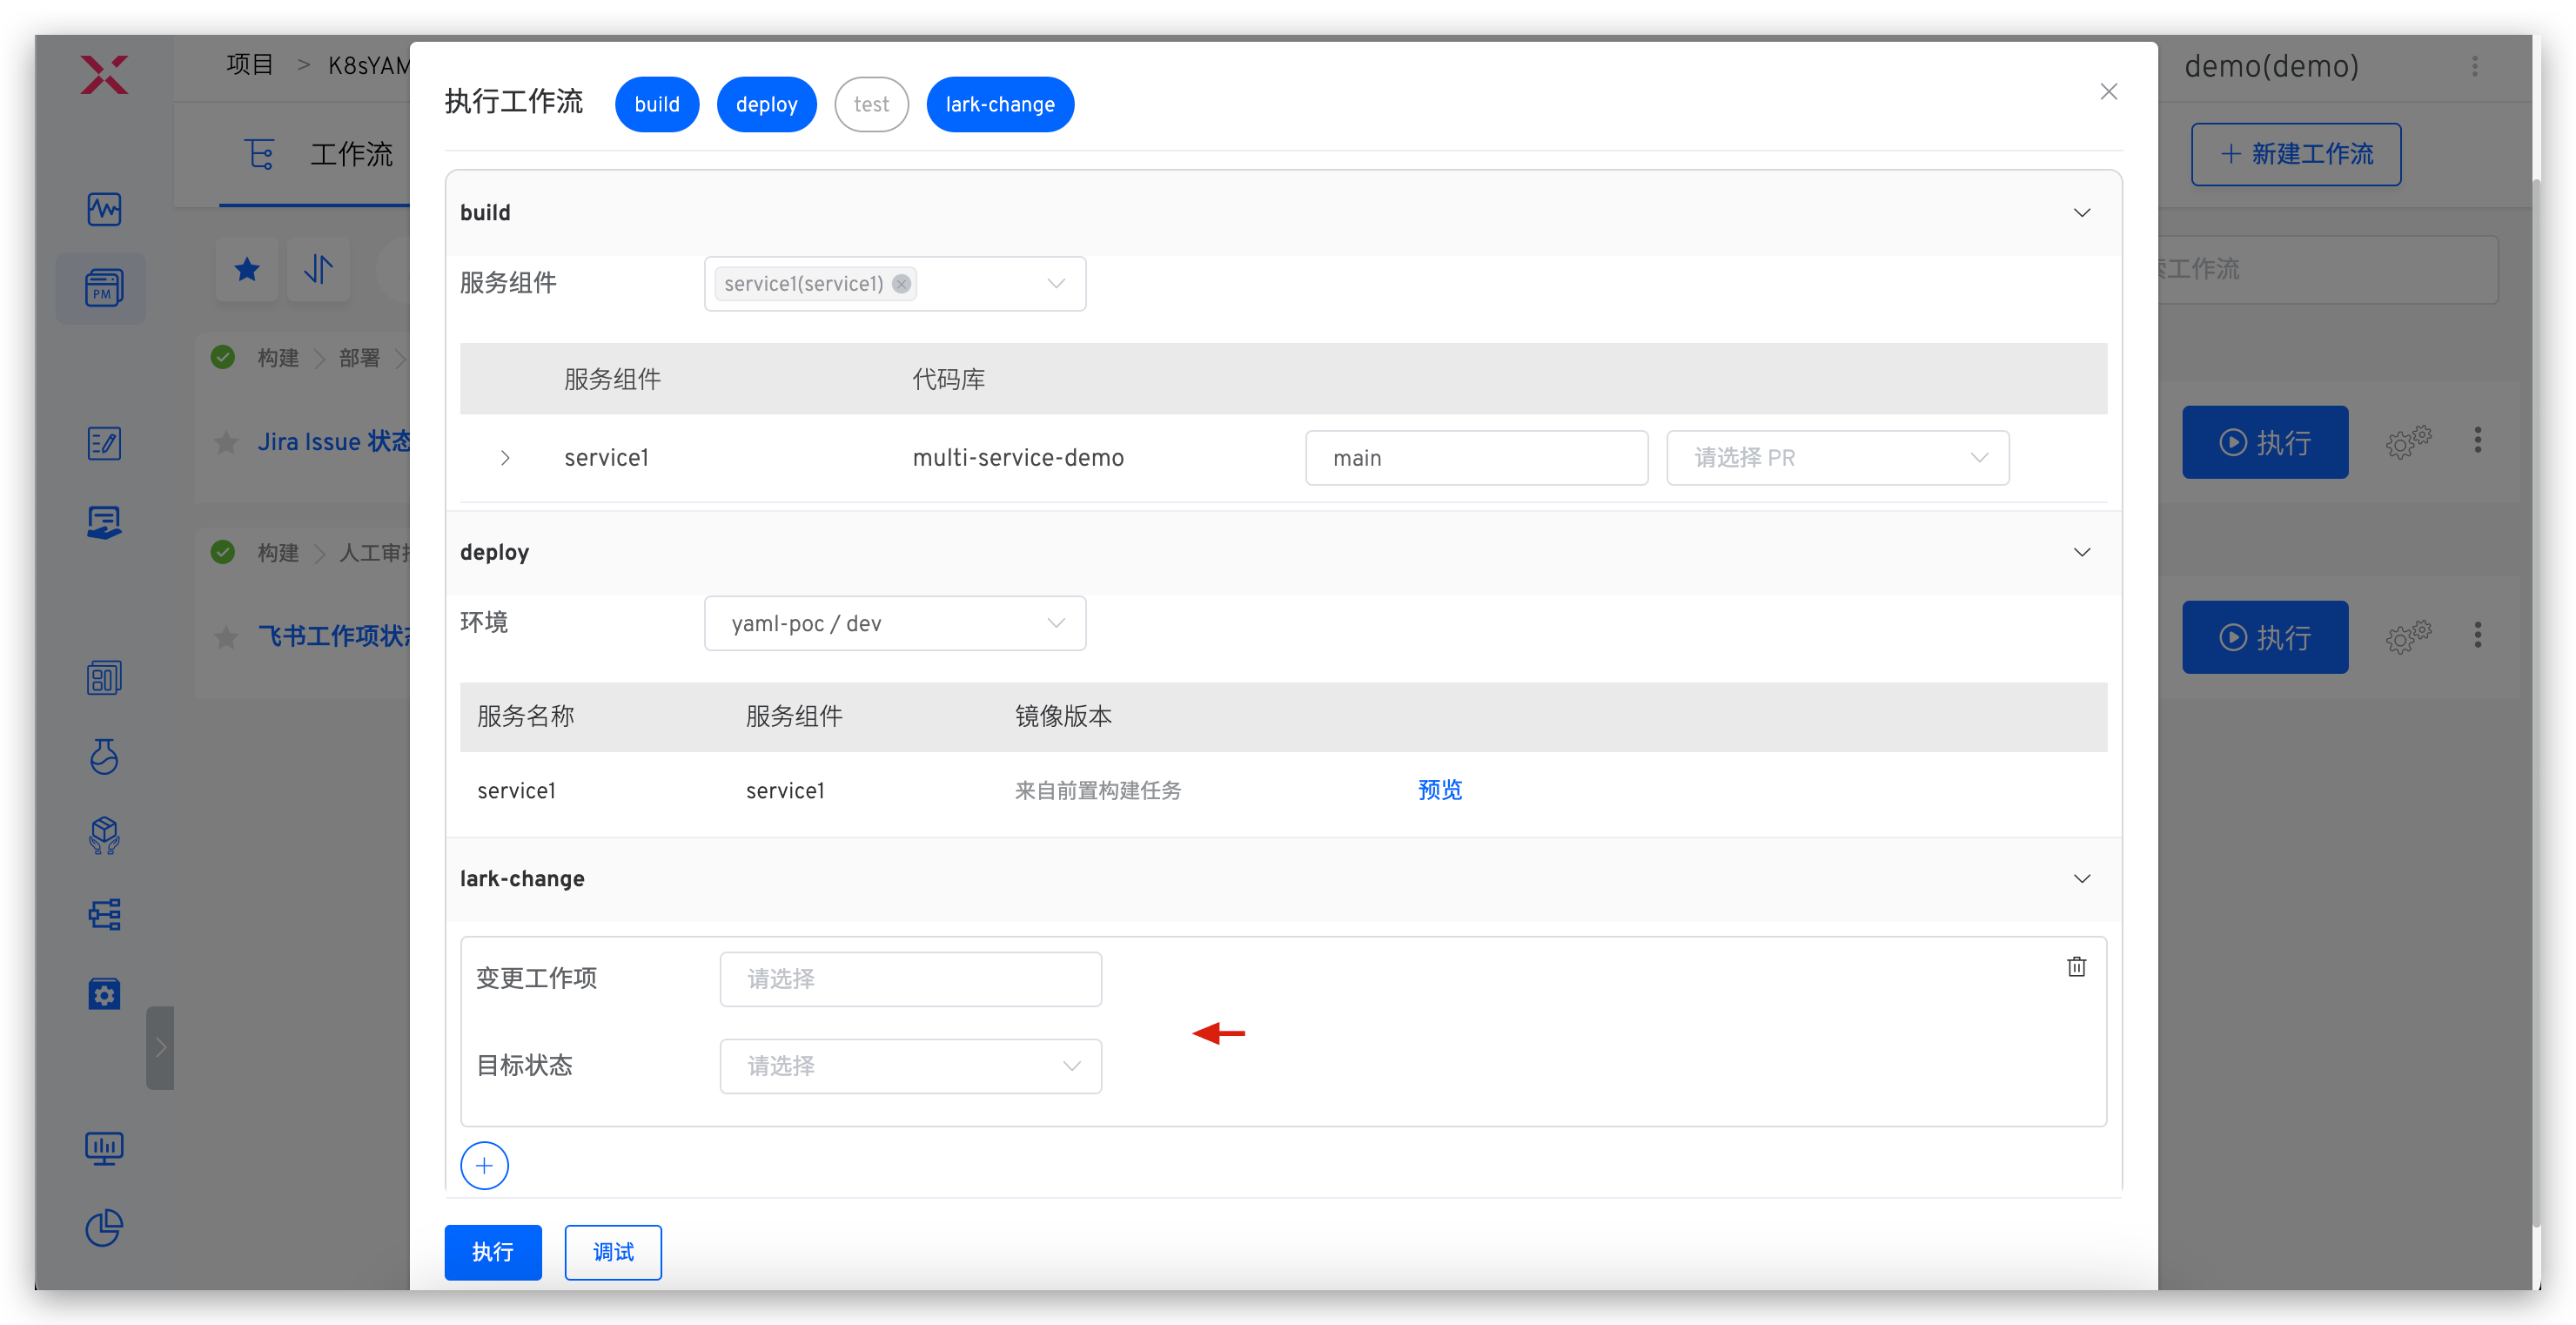 项目 > K8sYAM
demo(demo)
工作流
+ 新建工作流
工作流
PM
构建 > 部署 >
Jira Issue 状态
执行
构建 > 人工审
飞书工作项状
执行
执行工作流 build deploy test lark-change
build
服务组件 service1(service1)
服务组件 代码库
service1 multi-service-demo main 请选择 PR
deploy
环境 yaml-poc / dev
服务名称 服务组件 镜像版本
service1 service1 来自前置构建任务 预览
lark-change
变更工作项 请选择
目标状态 请选择
执行 调试